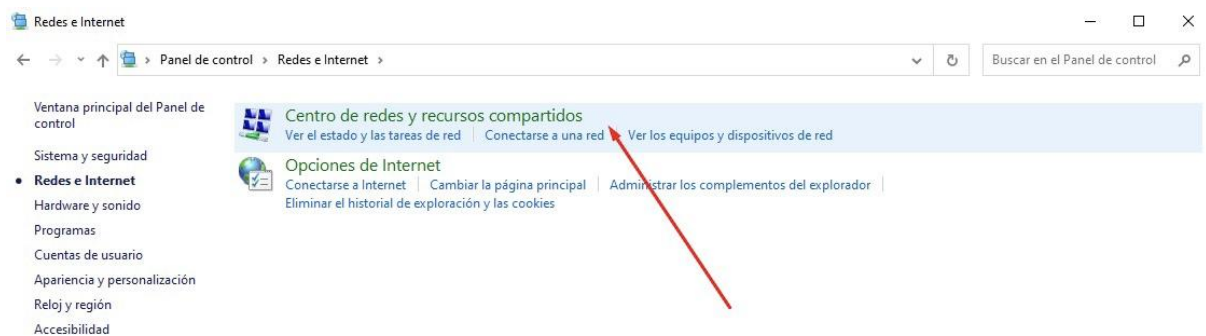 Redes e Internet
Panel de control > Redes e Internet >
Buscar en el Panel de control
Ventana principal del Panel de
control
Sistema y seguridad
Redes e Internet
Hardware y sonido
Programas
Cuentas de usuario
Apariencia y personalización
Reloj y región
Accesibilidad
Centro de redes y recursos compartidos
Ver el estado y las tareas de red | Conectarse a una red | Ver los equipos y dispositivos de red
Opciones de Internet
Conectarse a Internet | Cambiar la página principal | Administrar los complementos del explorador |
Eliminar el historial de exploración y las cookies